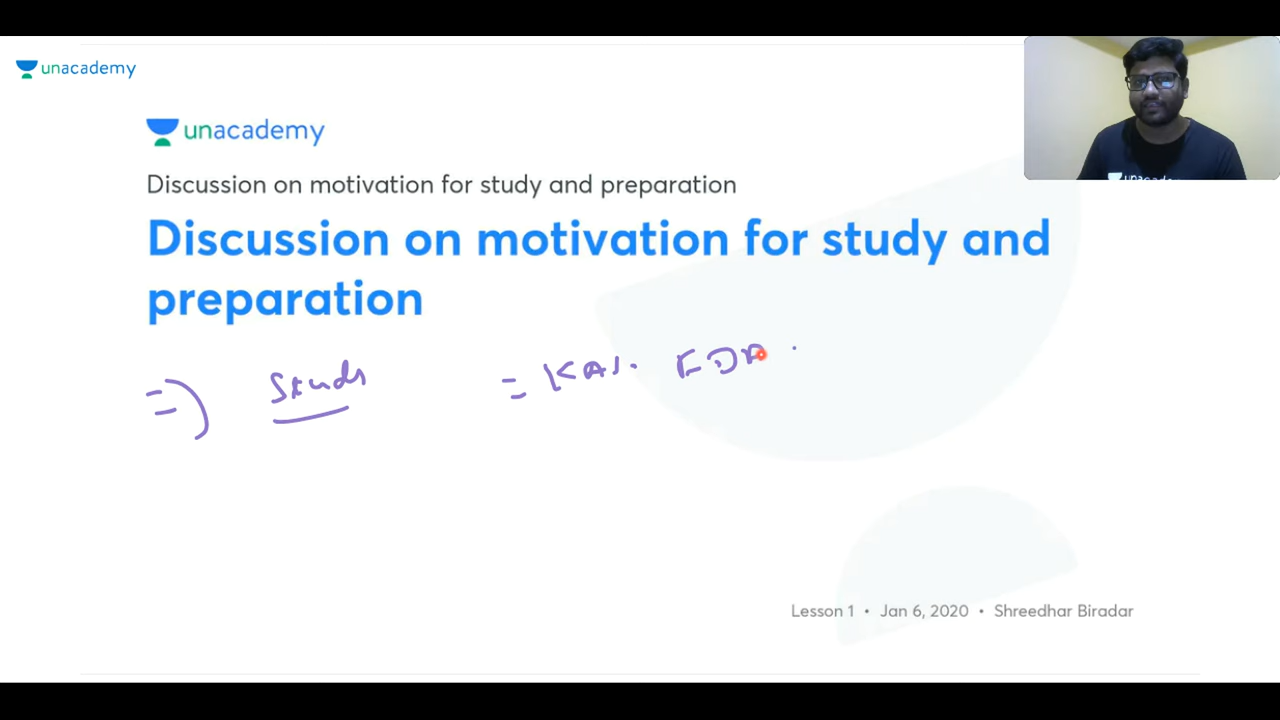 unacademy
unacademy
Discussion on motivation for study and preparation
Discussion on motivation for study and
preparation
=) Study = KAS. FDA
Lesson 1 • Jan 6, 2020 • Shreedhar Biradar